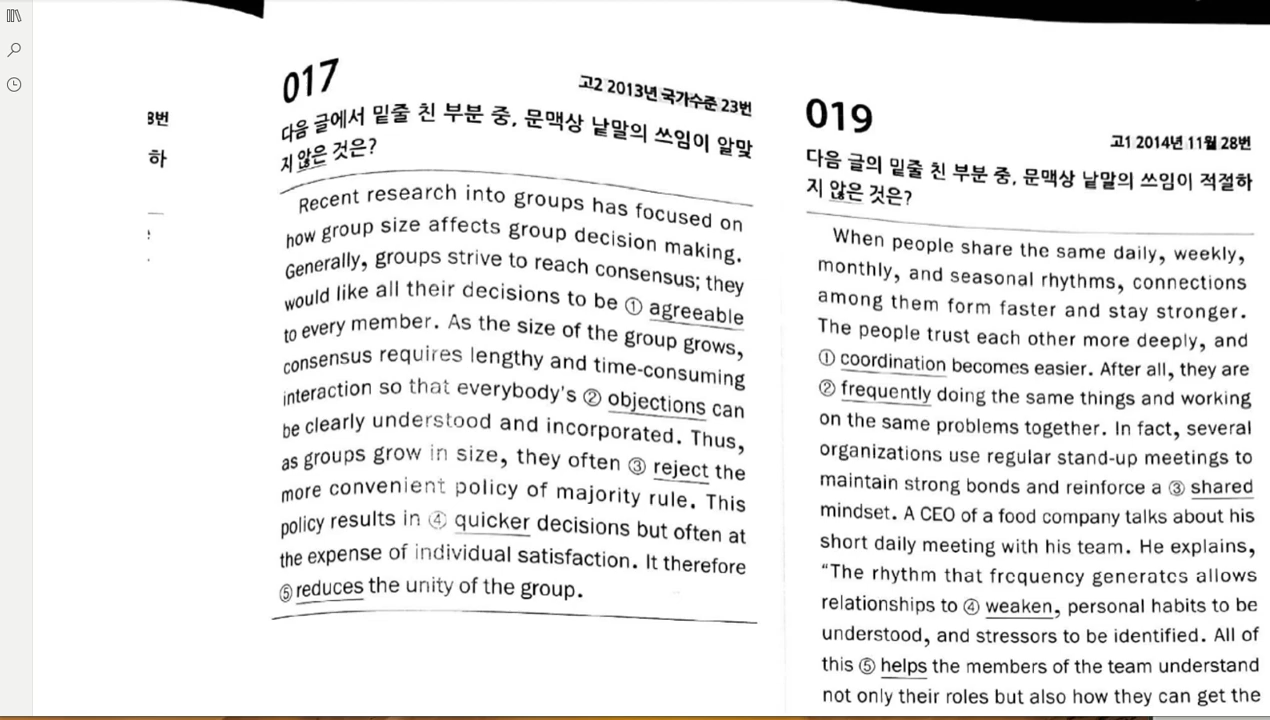 8번
하
017
고2 2013년 국가수준 23번
다음 글에서 밑줄 친 부분 중, 문맥상 낱말의 쓰임이 알맞
지 않은 것은?
Recent research into groups has focused on
how group size affects group decision making.
Generally, groups strive to reach consensus; they
would like all their decisions to be ① agreeable
to every member. As the size of the group grows,
consensus requires lengthy and time-consuming
interaction so that everybody's ② objections can
be clearly understood and incorporated. Thus,
as groups grow in size, they often ③ reject the
more convenient policy of majority rule. This
policy results in ④ quicker decisions but often at
the expense of individual satisfaction. It therefore
⑤ reduces the unity of the group.
019
고1 2014년 11월 28번
다음 글의 밑줄 친 부분 중, 문맥상 낱말의 쓰임이 적절하
지 않은 것은?
When people share the same daily, weekly,
monthly, and seasonal rhythms, connections
among them form faster and stay stronger.
The people trust each other more deeply, and
① coordination becomes easier. After all, they are
② frequently doing the same things and working
on the same problems together. In fact, several
organizations use regular stand-up meetings to
maintain strong bonds and reinforce a ③ shared
mindset. A CEO of a food company talks about his
short daily meeting with his team. He explains,
"The rhythm that frequency generates allows
relationships to ④ weaken, personal habits to be
understood, and stressors to be identified. All of
this ⑤ helps the members of the team understand
not only their roles but also how they can get the